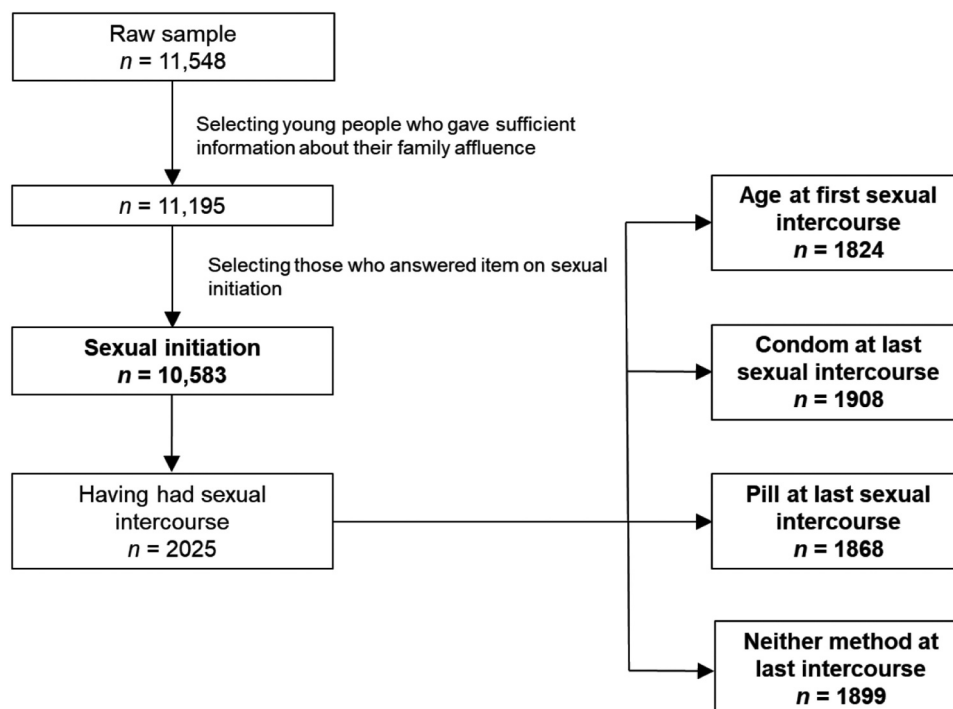 Raw sample
n = 11,548
Selecting young people who gave sufficient
information about their family affluence
n = 11,195
Selecting those who answered item on sexual
initiation
Sexual initiation
n = 10,583
Having had sexual
intercourse
n = 2025
Age at first sexual
intercourse
n = 1824
Condom at last
sexual intercourse
n = 1908
Pill at last sexual
intercourse
n = 1868
Neither method at
last intercourse
n = 1899